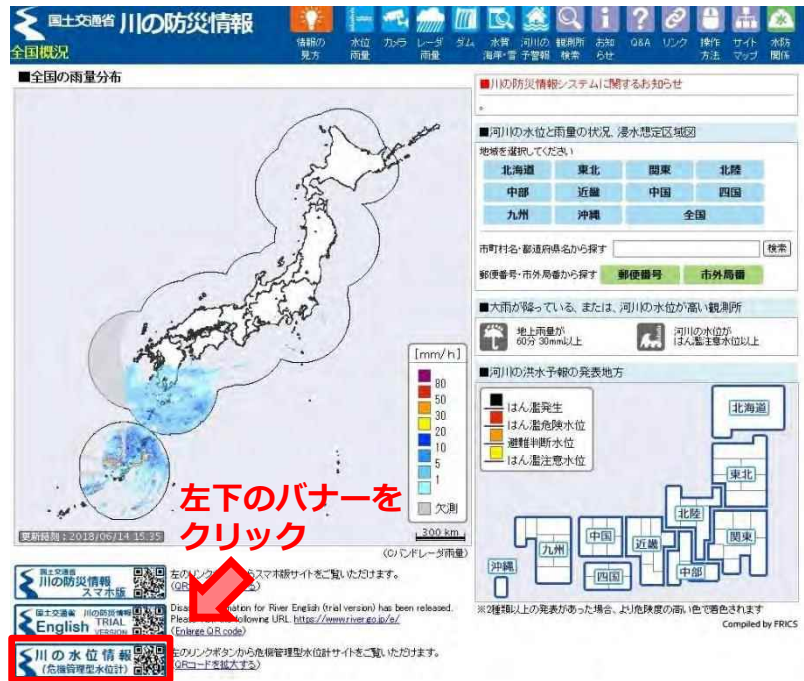 国土交通省 川の防災情報
全国概況
情報の見方
水位雨量
カメラ
レーダ雨量
ダム
水質海岸・雪
河川の予警報
観測所検索
お知らせ
Q&A
リンク
操作方法
サイトマップ
水防関係
■全国の雨量分布
[mm/h]
80
50
30
20
10
5
1
欠測
300 km
更新時刻:2018/06/14 15:35
(Cバンドレーダ雨量)
左下のバナーを
クリック
国土交通省
川の防災情報
スマホ版
左のリンク からスマホ版サイトをご覧いただけます。
国土交通省 川の防災情報
English TRIAL VERSION
mation for River English (trial version) has been released.
following URL. https://www.river.go.jp/e/
(Enlarge QR code)
川の水位情報
(危機管理型水位計)
左のリンクボタンから危機管理型水位計サイトをご覧いただけます。
(QRコードを拡大する)
■川の防災情報システムに関するお知らせ
。
■河川の水位と雨量の状況、浸水想定区域図
地域を選択してください
北海道 東北 関東 北陸
中部 近畿 中国 四国
九州 沖縄 全国
市町村名・都道府県名から探す 検索
郵便番号・市外局番から探す 郵便番号 市外局番
■大雨が降っている、または、河川の水位が高い観測所
地上雨量が
60分 30mm以上
河川の水位が
はん濫注意水位以上
■河川の洪水予報の発表地方
はん濫発生
はん濫危険水位
避難判断水位
はん濫注意水位
北海道
東北
北陸
関東
中国
近畿
九州
沖縄
四国
中部
※2種類以上の発表があった場合、より危険度の高い色で着色されます
Compiled by FRICS